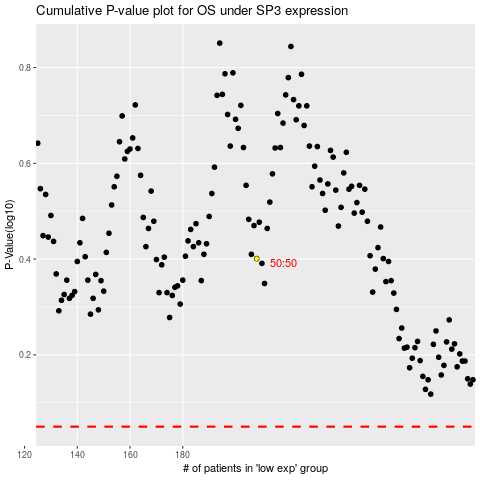 Cumulative P-value plot for OS under SP3 expression
P-Value(log10)
0.8
0.6
0.4
0.2
50:50
120 140 160 180
# of patients in 'low exp' group